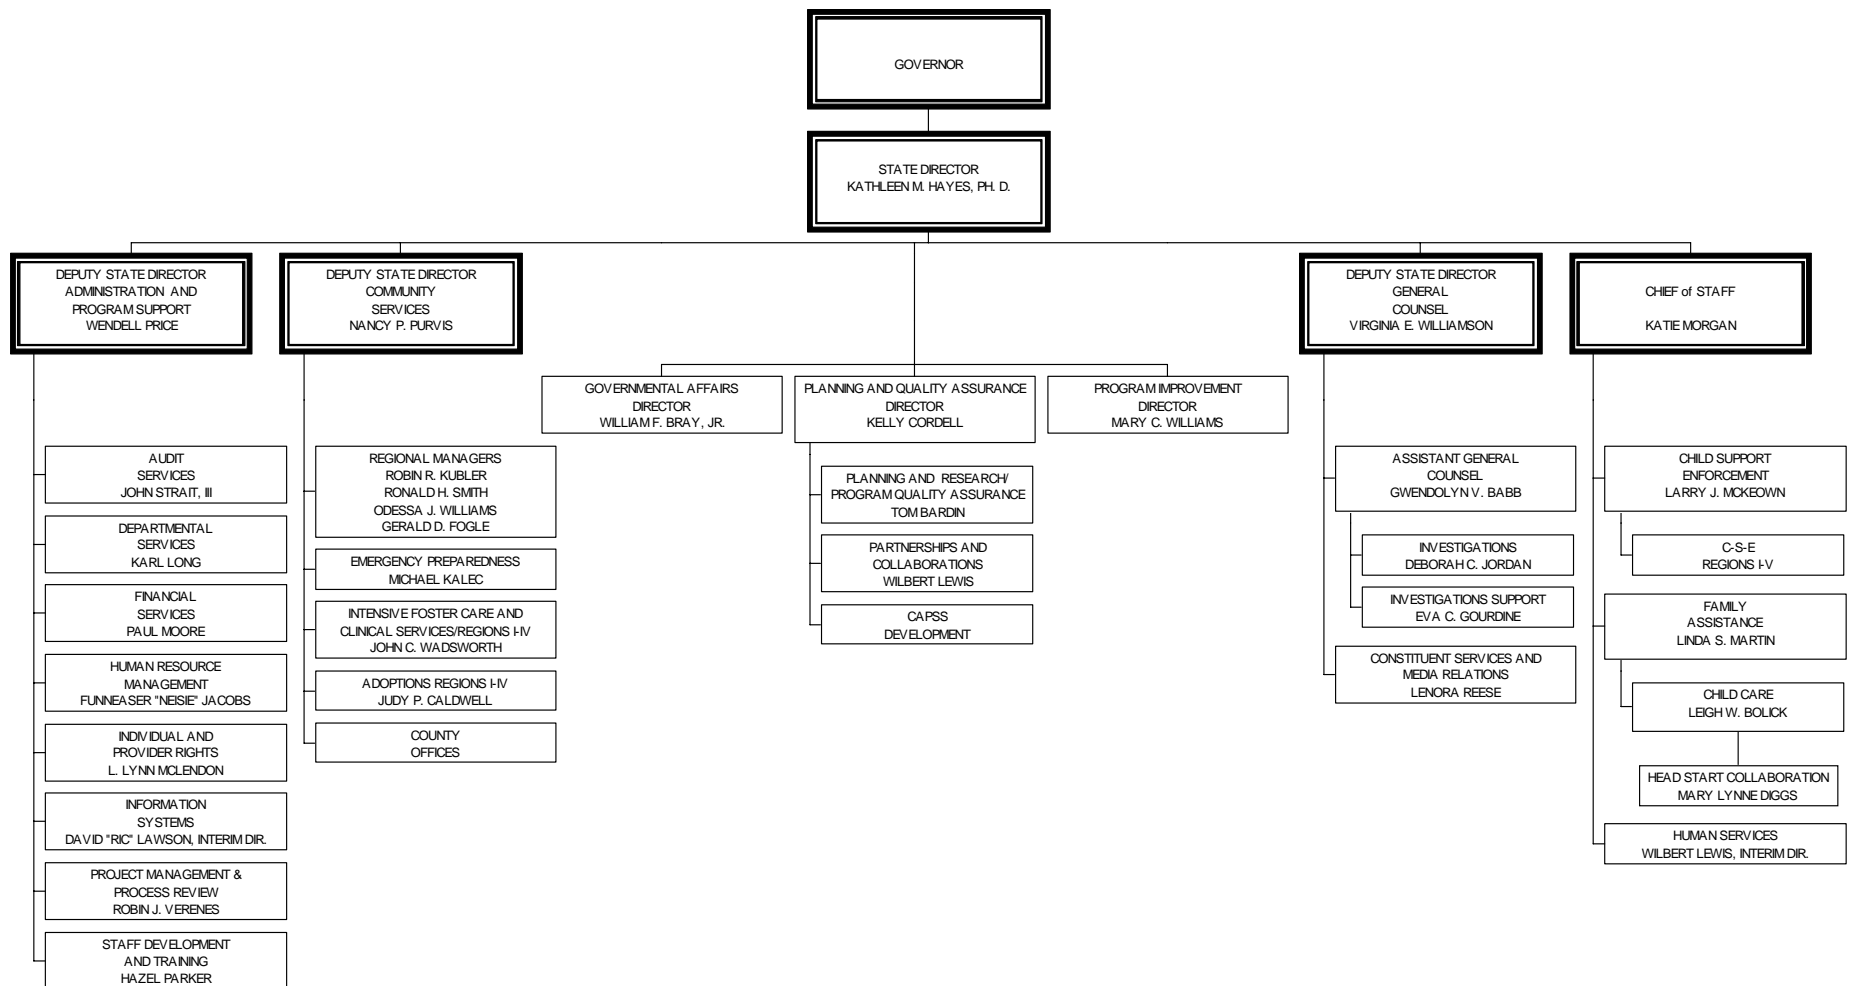 GOVERNOR
STATE DIRECTOR
KATHLEEN M. HAYES, PH. D.
DEPUTY STATE DIRECTOR
ADMINISTRATION AND
PROGRAM SUPPORT
WENDELL PRICE
DEPUTY STATE DIRECTOR
COMMUNITY
SERVICES
NANCY P. PURVIS
DEPUTY STATE DIRECTOR
GENERAL
COUNSEL
VIRGINIA E. WILLIAMSON
CHIEF of STAFF
KATIE MORGAN
GOVERNMENTAL AFFAIRS
DIRECTOR
WILLIAM F. BRAY, JR.
PLANNING AND QUALITY ASSURANCE
DIRECTOR
KELLY CORDELL
PROGRAM IMPROVEMENT
DIRECTOR
MARY C. WILLIAMS
AUDIT
SERVICES
JOHN STRAIT, III
DEPARTMENTAL
SERVICES
KARL LONG
FINANCIAL
SERVICES
PAUL MOORE
HUMAN RESOURCE
MANAGEMENT
FUNNEASER "NEISIE" JACOBS
INDIVIDUAL AND
PROVIDER RIGHTS
L. LYNN MCLENDON
INFORMATION
SYSTEMS
DAVID "RIC" LAWSON, INTERIM DIR.
PROJECT MANAGEMENT &
PROCESS REVIEW
ROBIN J. VERENES
STAFF DEVELOPMENT
AND TRAINING
HAZEL PARKER
REGIONAL MANAGERS
ROBIN R. KUBLER
RONALD H. SMITH
ODESSA J. WILLIAMS
GERALD D. FOGLE
EMERGENCY PREPAREDNESS
MICHAEL KALEC
INTENSIVE FOSTER CARE AND
CLINICAL SERVICES/REGIONS I-IV
JOHN C. WADSWORTH
ADOPTIONS REGIONS I-IV
JUDY P. CALDWELL
COUNTY
OFFICES
PLANNING AND RESEARCH/
PROGRAM QUALITY ASSURANCE
TOM BARDIN
PARTNERSHIPS AND
COLLABORATIONS
WILBERT LEWIS
CAPSS
DEVELOPMENT
ASSISTANT GENERAL
COUNSEL
GWENDOLYN V. BABB
INVESTIGATIONS
DEBORAH C. JORDAN
INVESTIGATIONS SUPPORT
EVA C. GOURDINE
CONSTITUENT SERVICES AND
MEDIA RELATIONS
LENORA REESE
CHILD SUPPORT
ENFORCEMENT
LARRY J. MCKEOWN
C-S-E
REGIONS I-V
FAMILY
ASSISTANCE
LINDA S. MARTIN
CHILD CARE
LEIGH W. BOLICK
HEAD START COLLABORATION
MARY LYNNE DIGGS
HUMAN SERVICES
WILBERT LEWIS, INTERIM DIR.